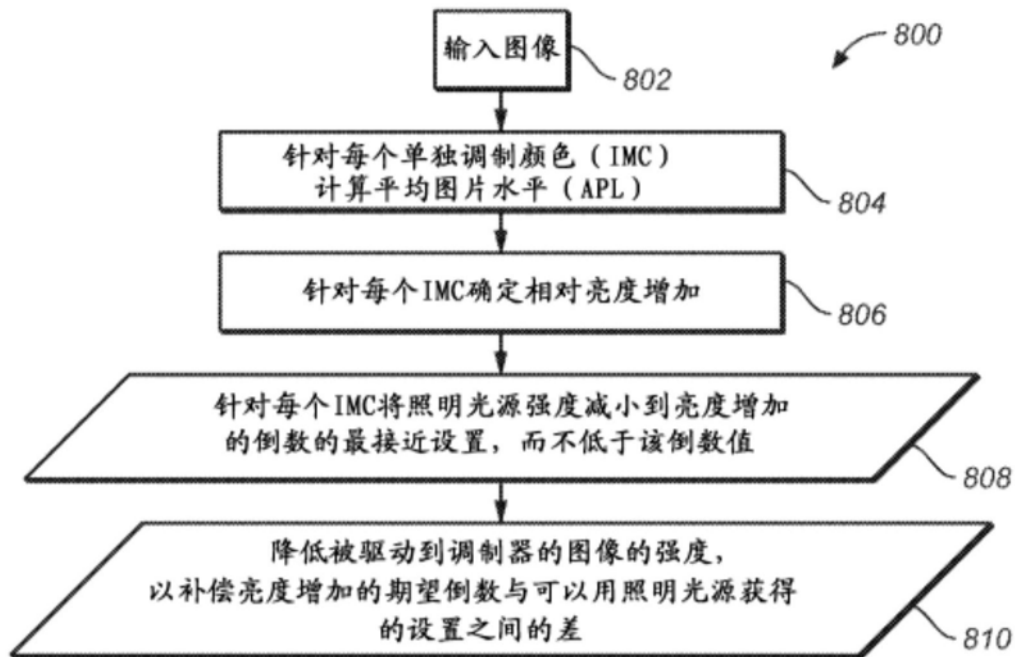 输入图像
802
800
针对每个单独调制颜色（IMC）
计算平均图片水平（APL）
804
针对每个IMC确定相对亮度增加
806
针对每个IMC将照明光源强度减小到亮度增加
的倒数的最接近设置，而不低于该倒数值
808
降低被驱动到调制器的图像的强度，
以补偿亮度增加的期望倒数与可以用照明光源获得
的设置之间的差
810